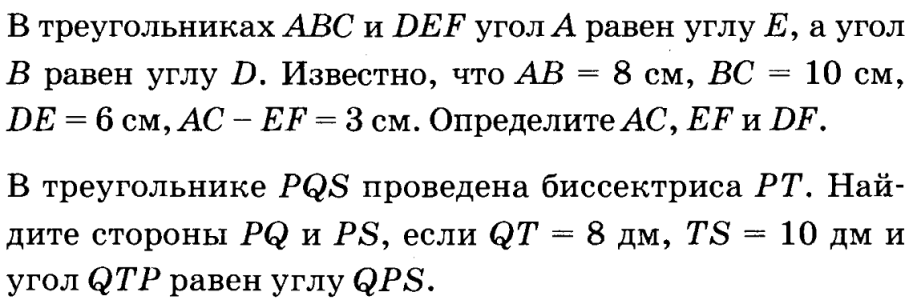 В треугольниках ABC и DEF угол A равен углу E, а угол
B равен углу D. Известно, что AB = 8 см, BC = 10 см,
DE = 6 см, AC – EF = 3 см. Определите AC, EF и DF.
В треугольнике PQS проведена биссектриса PT. Най-
дите стороны PQ и PS, если QT = 8 дм, TS = 10 дм и
угол QTP равен углу QPS.